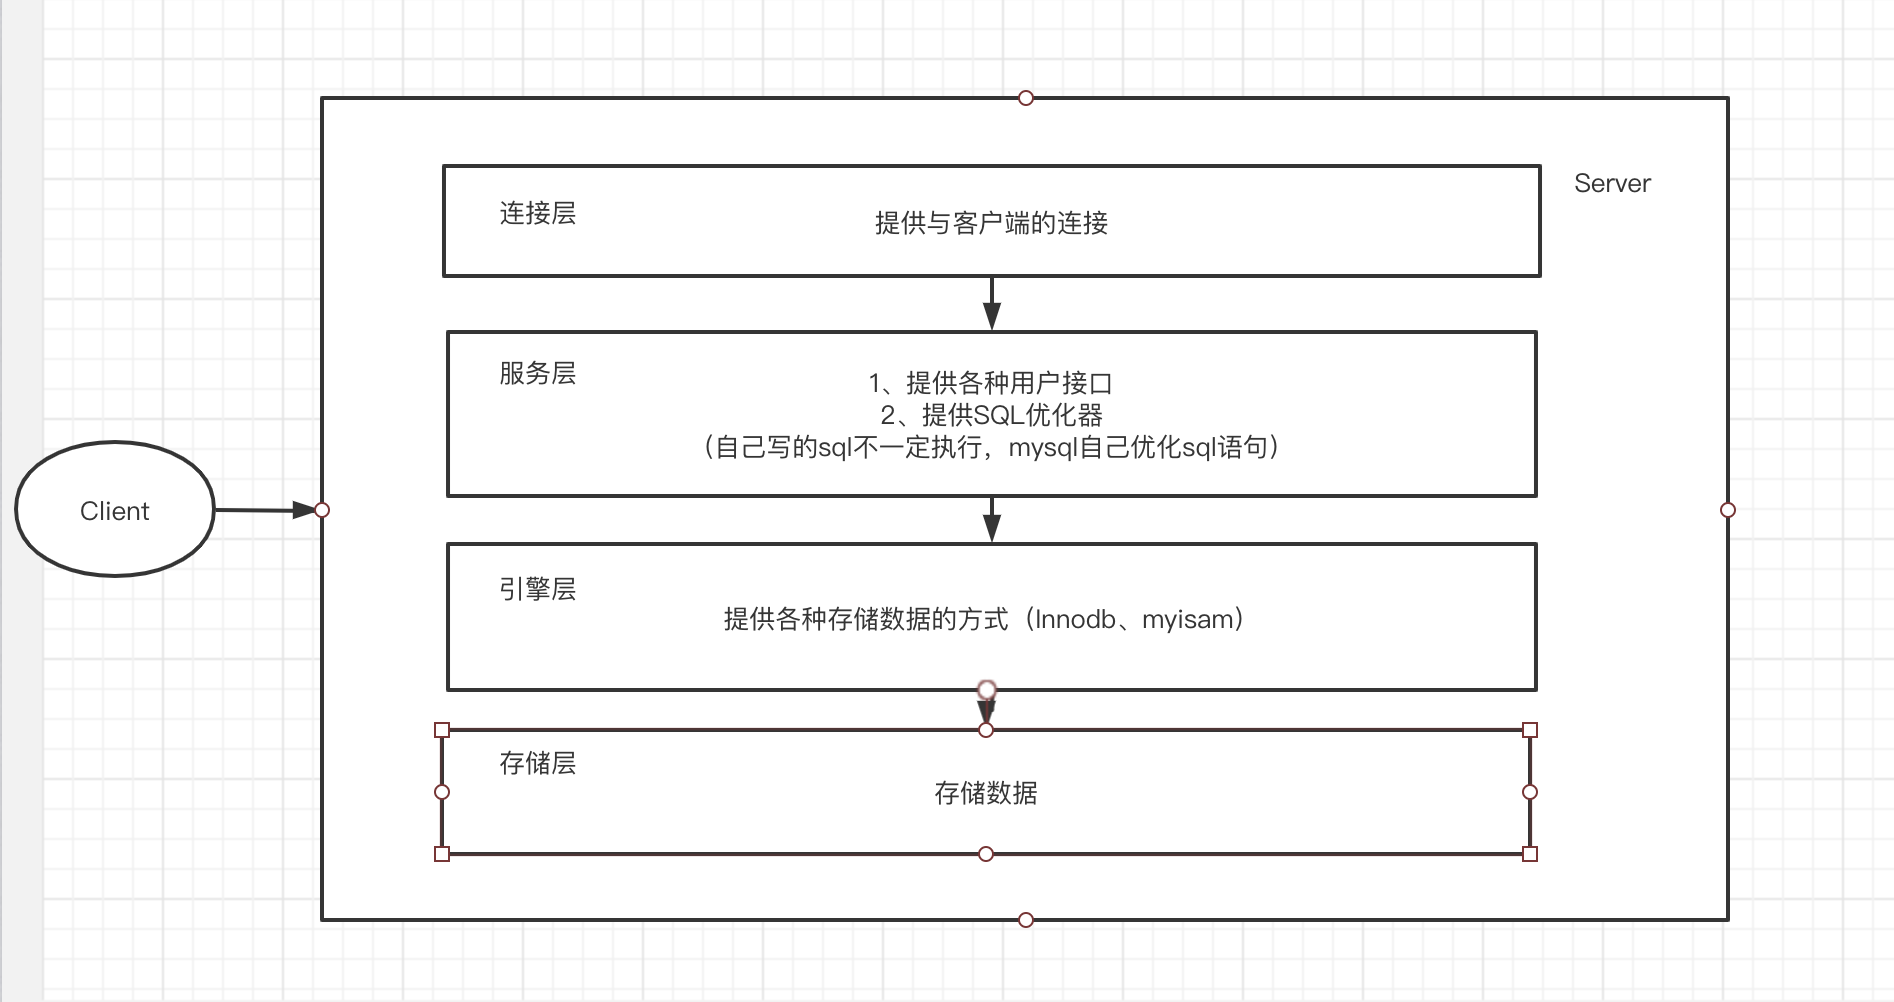 Server
连接层
提供与客户端的连接
服务层
1、提供各种用户接口
2、提供SQL优化器
（自己写的sql不一定执行，mysql自己优化sql语句）
Client
引擎层
提供各种存储数据的方式（Innodb、myisam）
存储层
存储数据